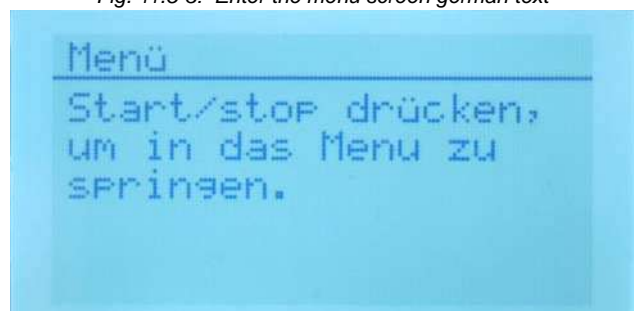 Menü
Start/stop drücken,
um in das Menu zu
springen.